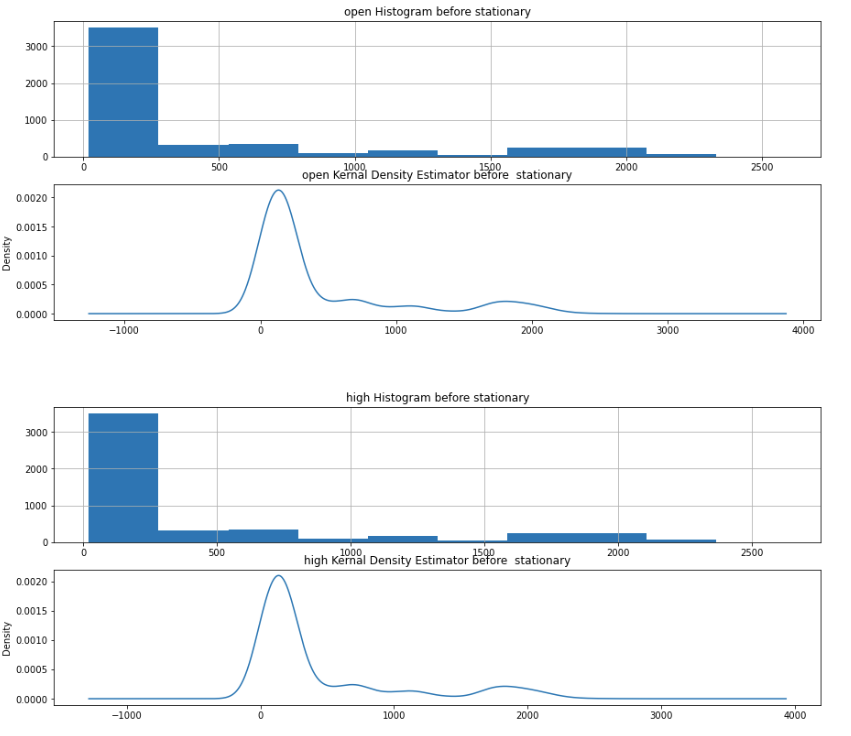 open Histogram before stationary
3000
2000
1000
0
0 500 1000 1500 2000 2500
open Kernal Density Estimator before  stationary
0.0020
0.0015
0.0010
0.0005
0.0000
Density
−1000 0 1000 2000 3000 4000
high Histogram before stationary
3000
2000
1000
0
0 500 1000 1500 2000 2500
high Kernal Density Estimator before  stationary
0.0020
0.0015
0.0010
0.0005
0.0000
Density
−1000 0 1000 2000 3000 4000